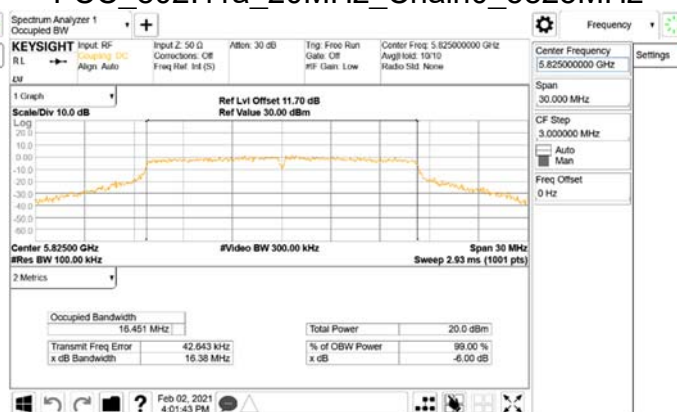 Spectrum Analyzer 1
Occupied BW
Frequency
KEYSIGHT
Input: RF
Coupling: DC
Align: Auto
Input Z: 50 Ω
Corrections: Off
Freq Ref: Int (S)
Atten: 30 dB
Trig: Free Run
Gate: Off
#IF Gain: Low
Center Freq: 5.825000000 GHz
Avg|Hold: 10/10
Radio Std: None
RL
Center Frequency
5.825000000 GHz
Settings
Span
30.000 MHz
CF Step
3.000000 MHz
Auto
Man
Freq Offset
0 Hz
1 Graph
Scale/Div 10.0 dB
Ref Lvl Offset 11.70 dB
Ref Value 30.00 dBm
Log
20.0
10.0
0.00
-10.0
-20.0
-30.0
-40.0
-50.0
-60.0
Center 5.82500 GHz
#Res BW 100.00 kHz
#Video BW 300.00 kHz
Span 30 MHz
Sweep 2.93 ms (1001 pts)
2 Metrics
Occupied Bandwidth
16.451 MHz
Total Power 20.0 dBm
Transmit Freq Error 42.643 kHz
% of OBW Power 99.00 %
x dB Bandwidth 16.38 MHz
x dB -6.00 dB
?
Feb 02, 2021
4:01:43 PM